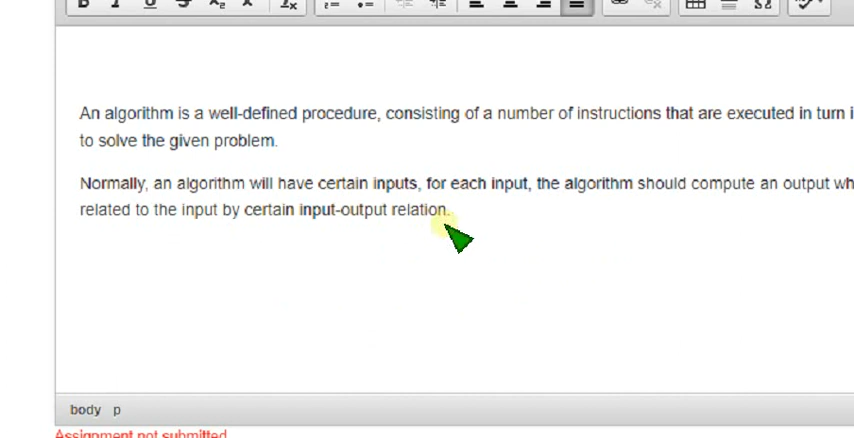 An algorithm is a well-defined procedure, consisting of a number of instructions that are executed in turn
to solve the given problem.
Normally, an algorithm will have certain inputs, for each input, the algorithm should compute an output
related to the input by certain input-output relation.
body p
Assignment not submitted